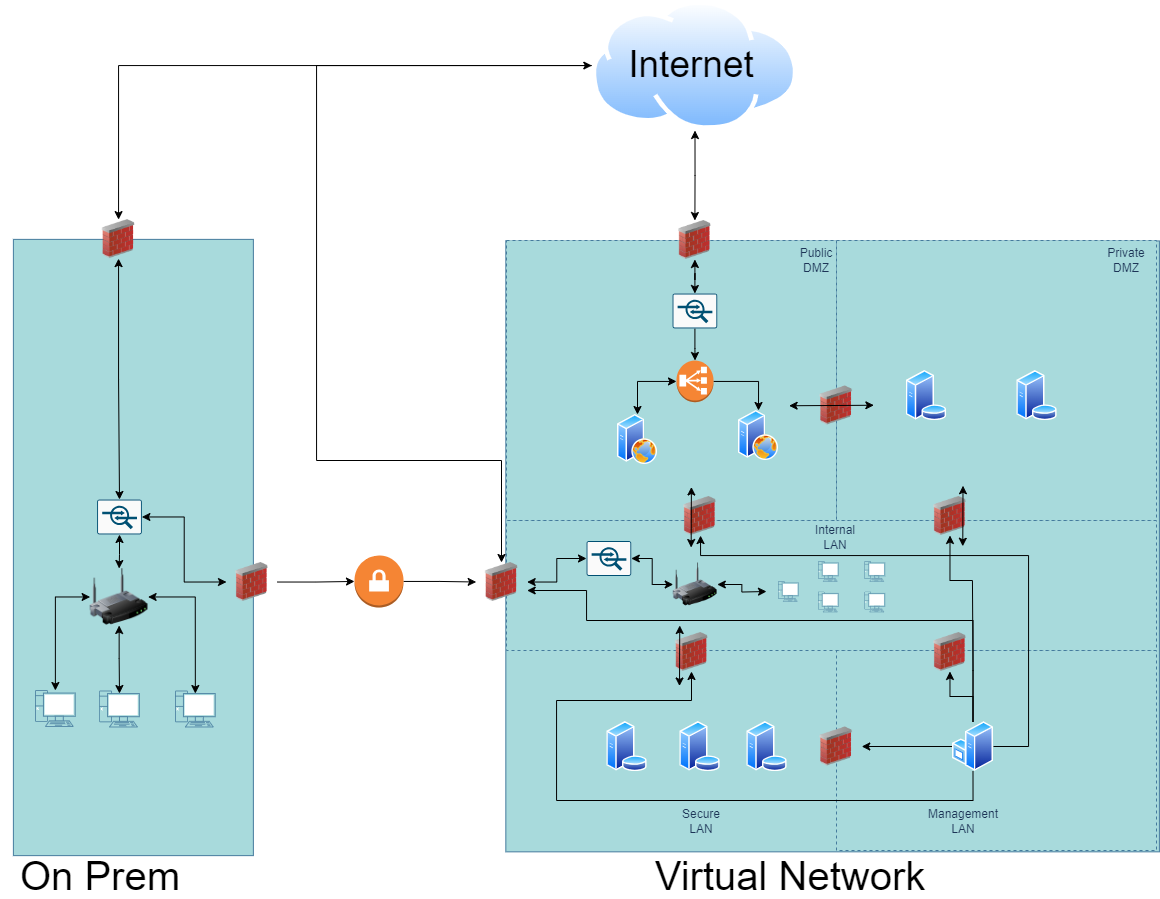 Internet
Public
DMZ
Private
DMZ
Internal
LAN
Secure
LAN
Management
LAN
On Prem
Virtual Network